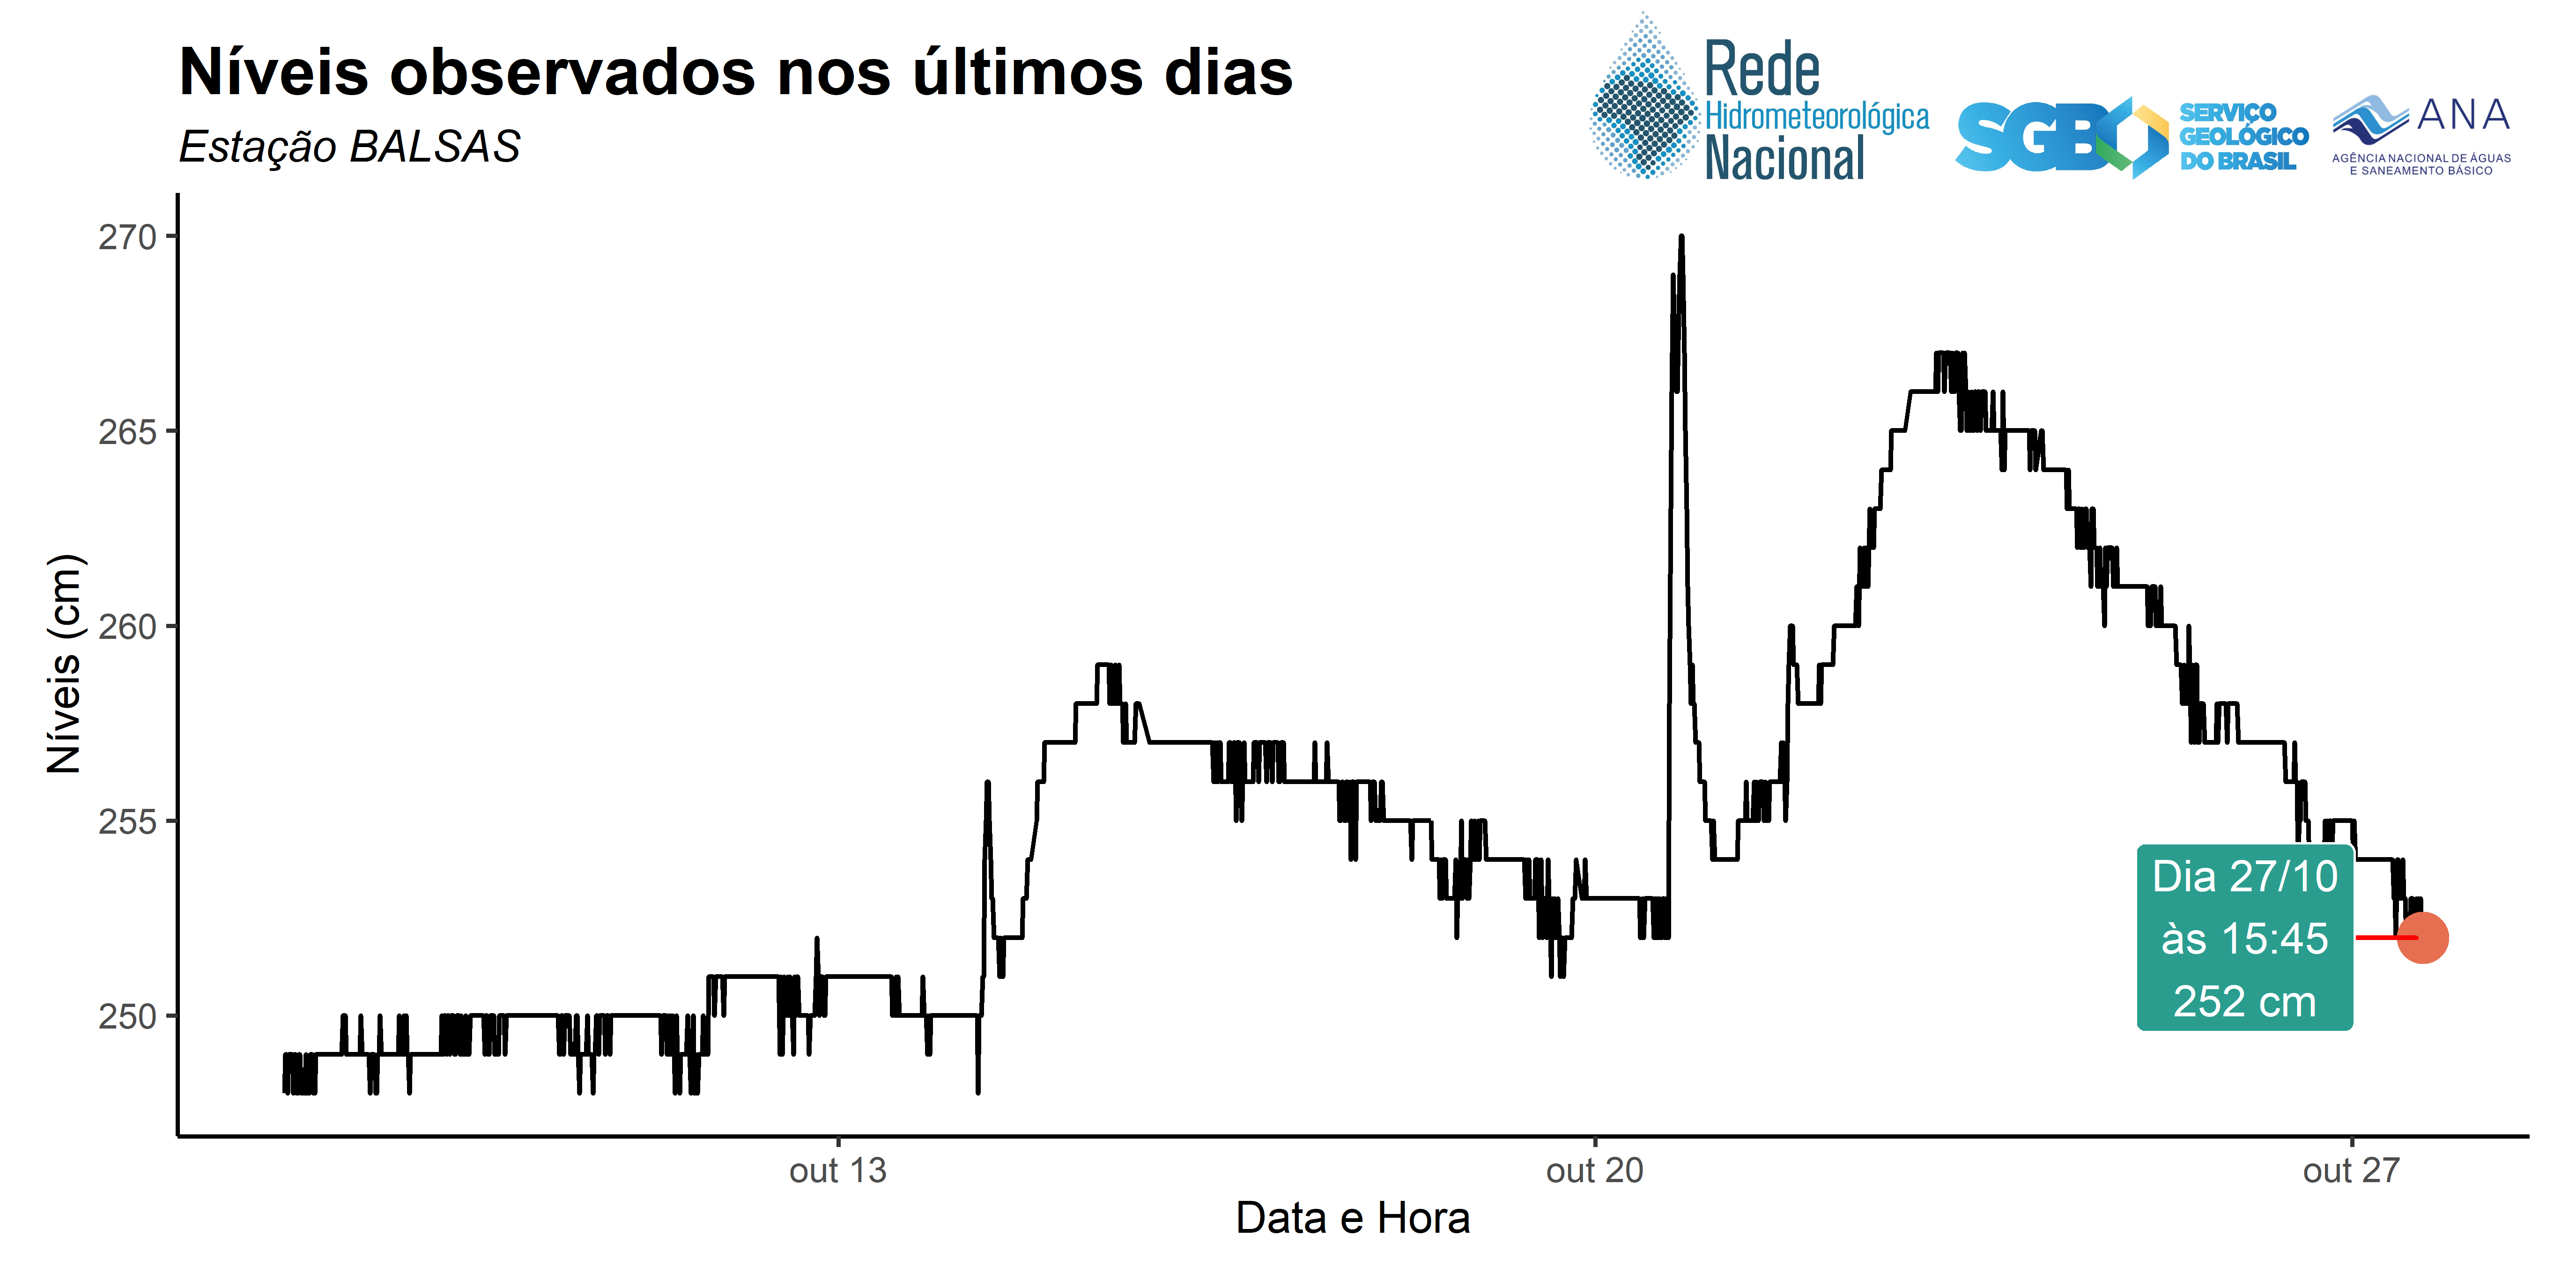 Níveis observados nos últimos dias
Estação BALSAS
Rede
Hidrometeorológica
Nacional
SGB
SERVIÇO
GEOLÓGICO
DO BRASIL
ANA
AGÊNCIA NACIONAL DE ÁGUAS
E SANEAMENTO BÁSICO
270
265
260
255
250
Níveis (cm)
Dia 27/10
às 15:45
252 cm
out 13
out 20
out 27
Data e Hora